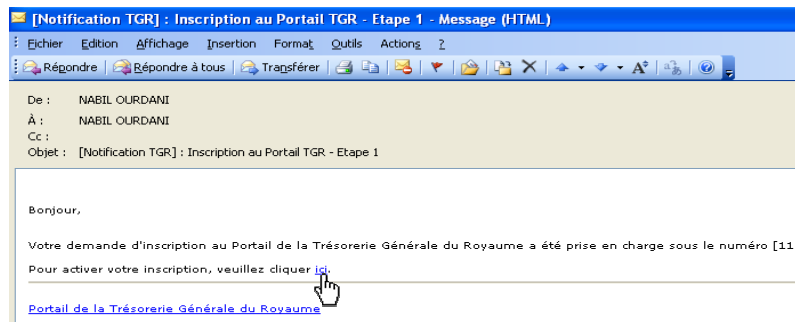 [Notification TGR] : Inscription au Portail TGR - Etape 1 - Message (HTML)
Fichier Edition Affichage Insertion Format Outils Actions ?
Répondre Répondre à tous Transférer
De : NABIL OURDANI
À : NABIL OURDANI
Cc :
Objet : [Notification TGR] : Inscription au Portail TGR - Etape 1
Bonjour,
Votre demande d'inscription au Portail de la Trésorerie Générale du Royaume a été prise en charge sous le numéro [11
Pour activer votre inscription, veuillez cliquer ici.
Portail de la Trésorerie Générale du Royaume